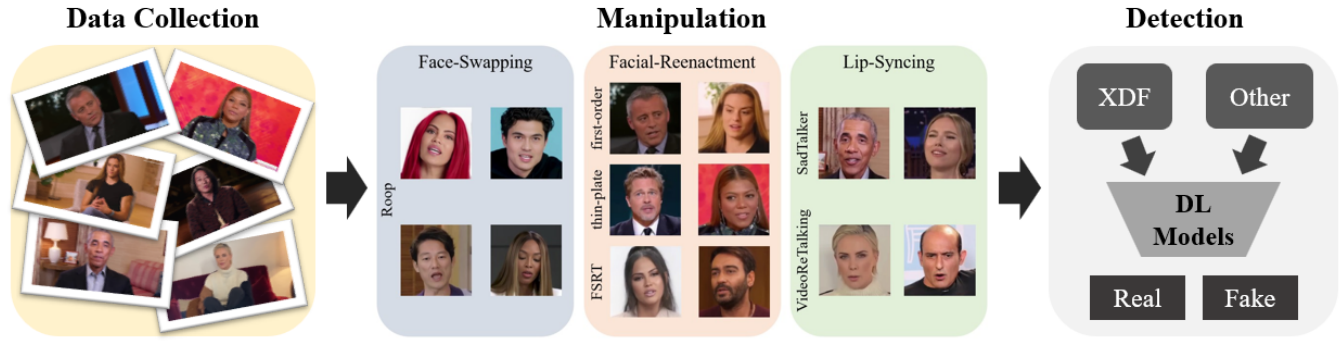 Data Collection
Manipulation
Detection
Face-Swapping
Roop
Facial-Reenactment
first-order
thin-plate
FSRT
Lip-Syncing
SadTalker
VideoReTalking
XDF
Other
DL
Models
Real
Fake